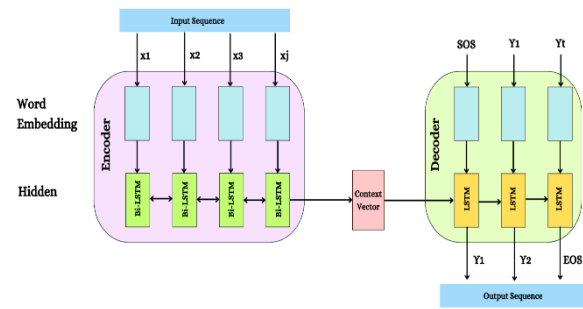 Input Sequence
x1
x2
x3
xj
SOS
Y1
Yt
Word
Embedding
Encoder
Decoder
Hidden
Bi-LSTM
Bi-LSTM
Bi-LSTM
Bi-LSTM
Context
Vector
LSTM
LSTM
LSTM
Y1
Y2
EOS
Output Sequence